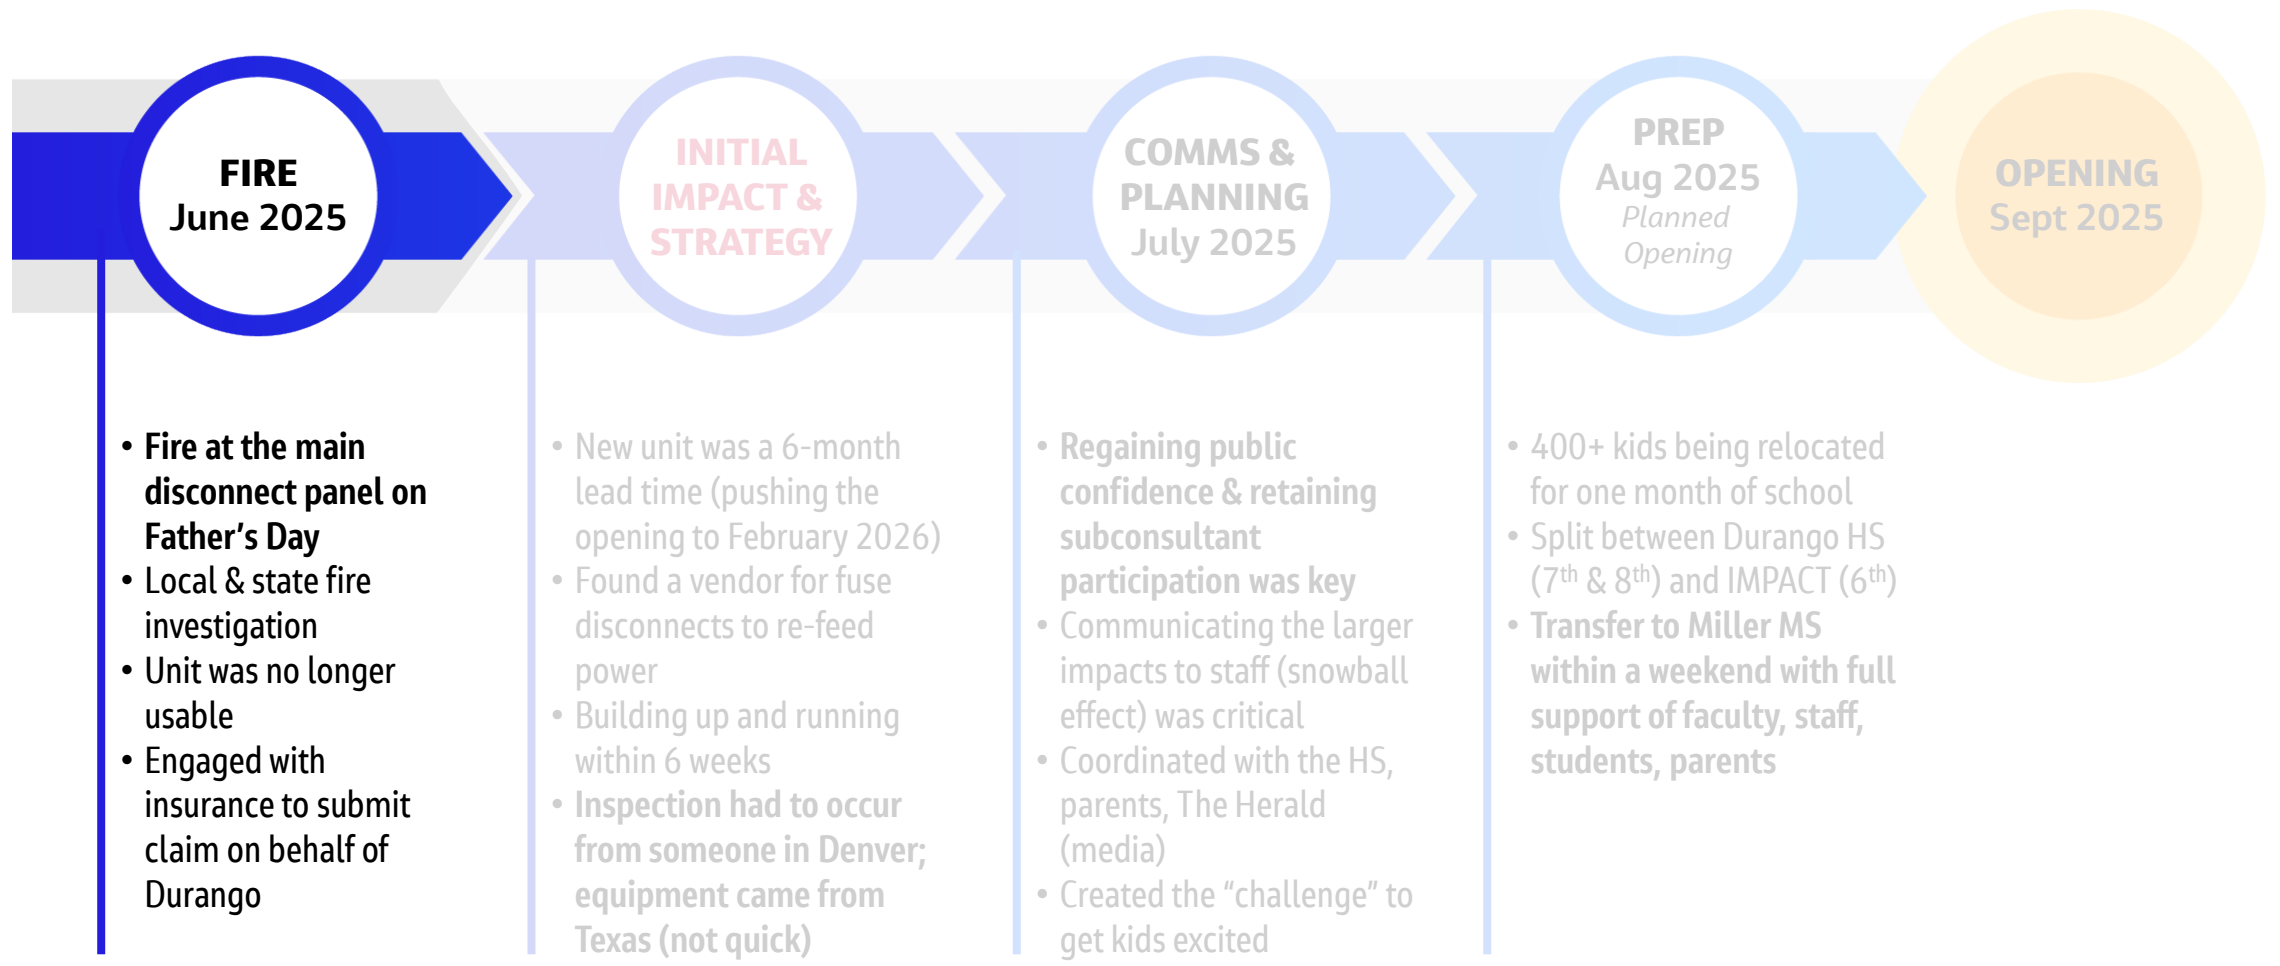 FIRE
June 2025
INITIAL
IMPACT &
STRATEGY
COMMS &
PLANNING
July 2025
PREP
Aug 2025
Planned
Opening
OPENING
Sept 2025
• Fire at the main
disconnect panel on
Father’s Day
• Local & state fire
investigation
• Unit was no longer
usable
• Engaged with
insurance to submit
claim on behalf of
Durango
• New unit was a 6-month
lead time (pushing the
opening to February 2026)
• Found a vendor for fuse
disconnects to re-feed
power
• Building up and running
within 6 weeks
• Inspection had to occur
from someone in Denver;
equipment came from
Texas (not quick)
• Regaining public
confidence & retaining
subconsultant
participation was key
• Communicating the larger
impacts to staff (snowball
effect) was critical
• Coordinated with the HS,
parents, The Herald
(media)
• Created the “challenge” to
get kids excited
• 400+ kids being relocated
for one month of school
• Split between Durango HS
(7th & 8th) and IMPACT (6th)
• Transfer to Miller MS
within a weekend with full
support of faculty, staff,
students, parents